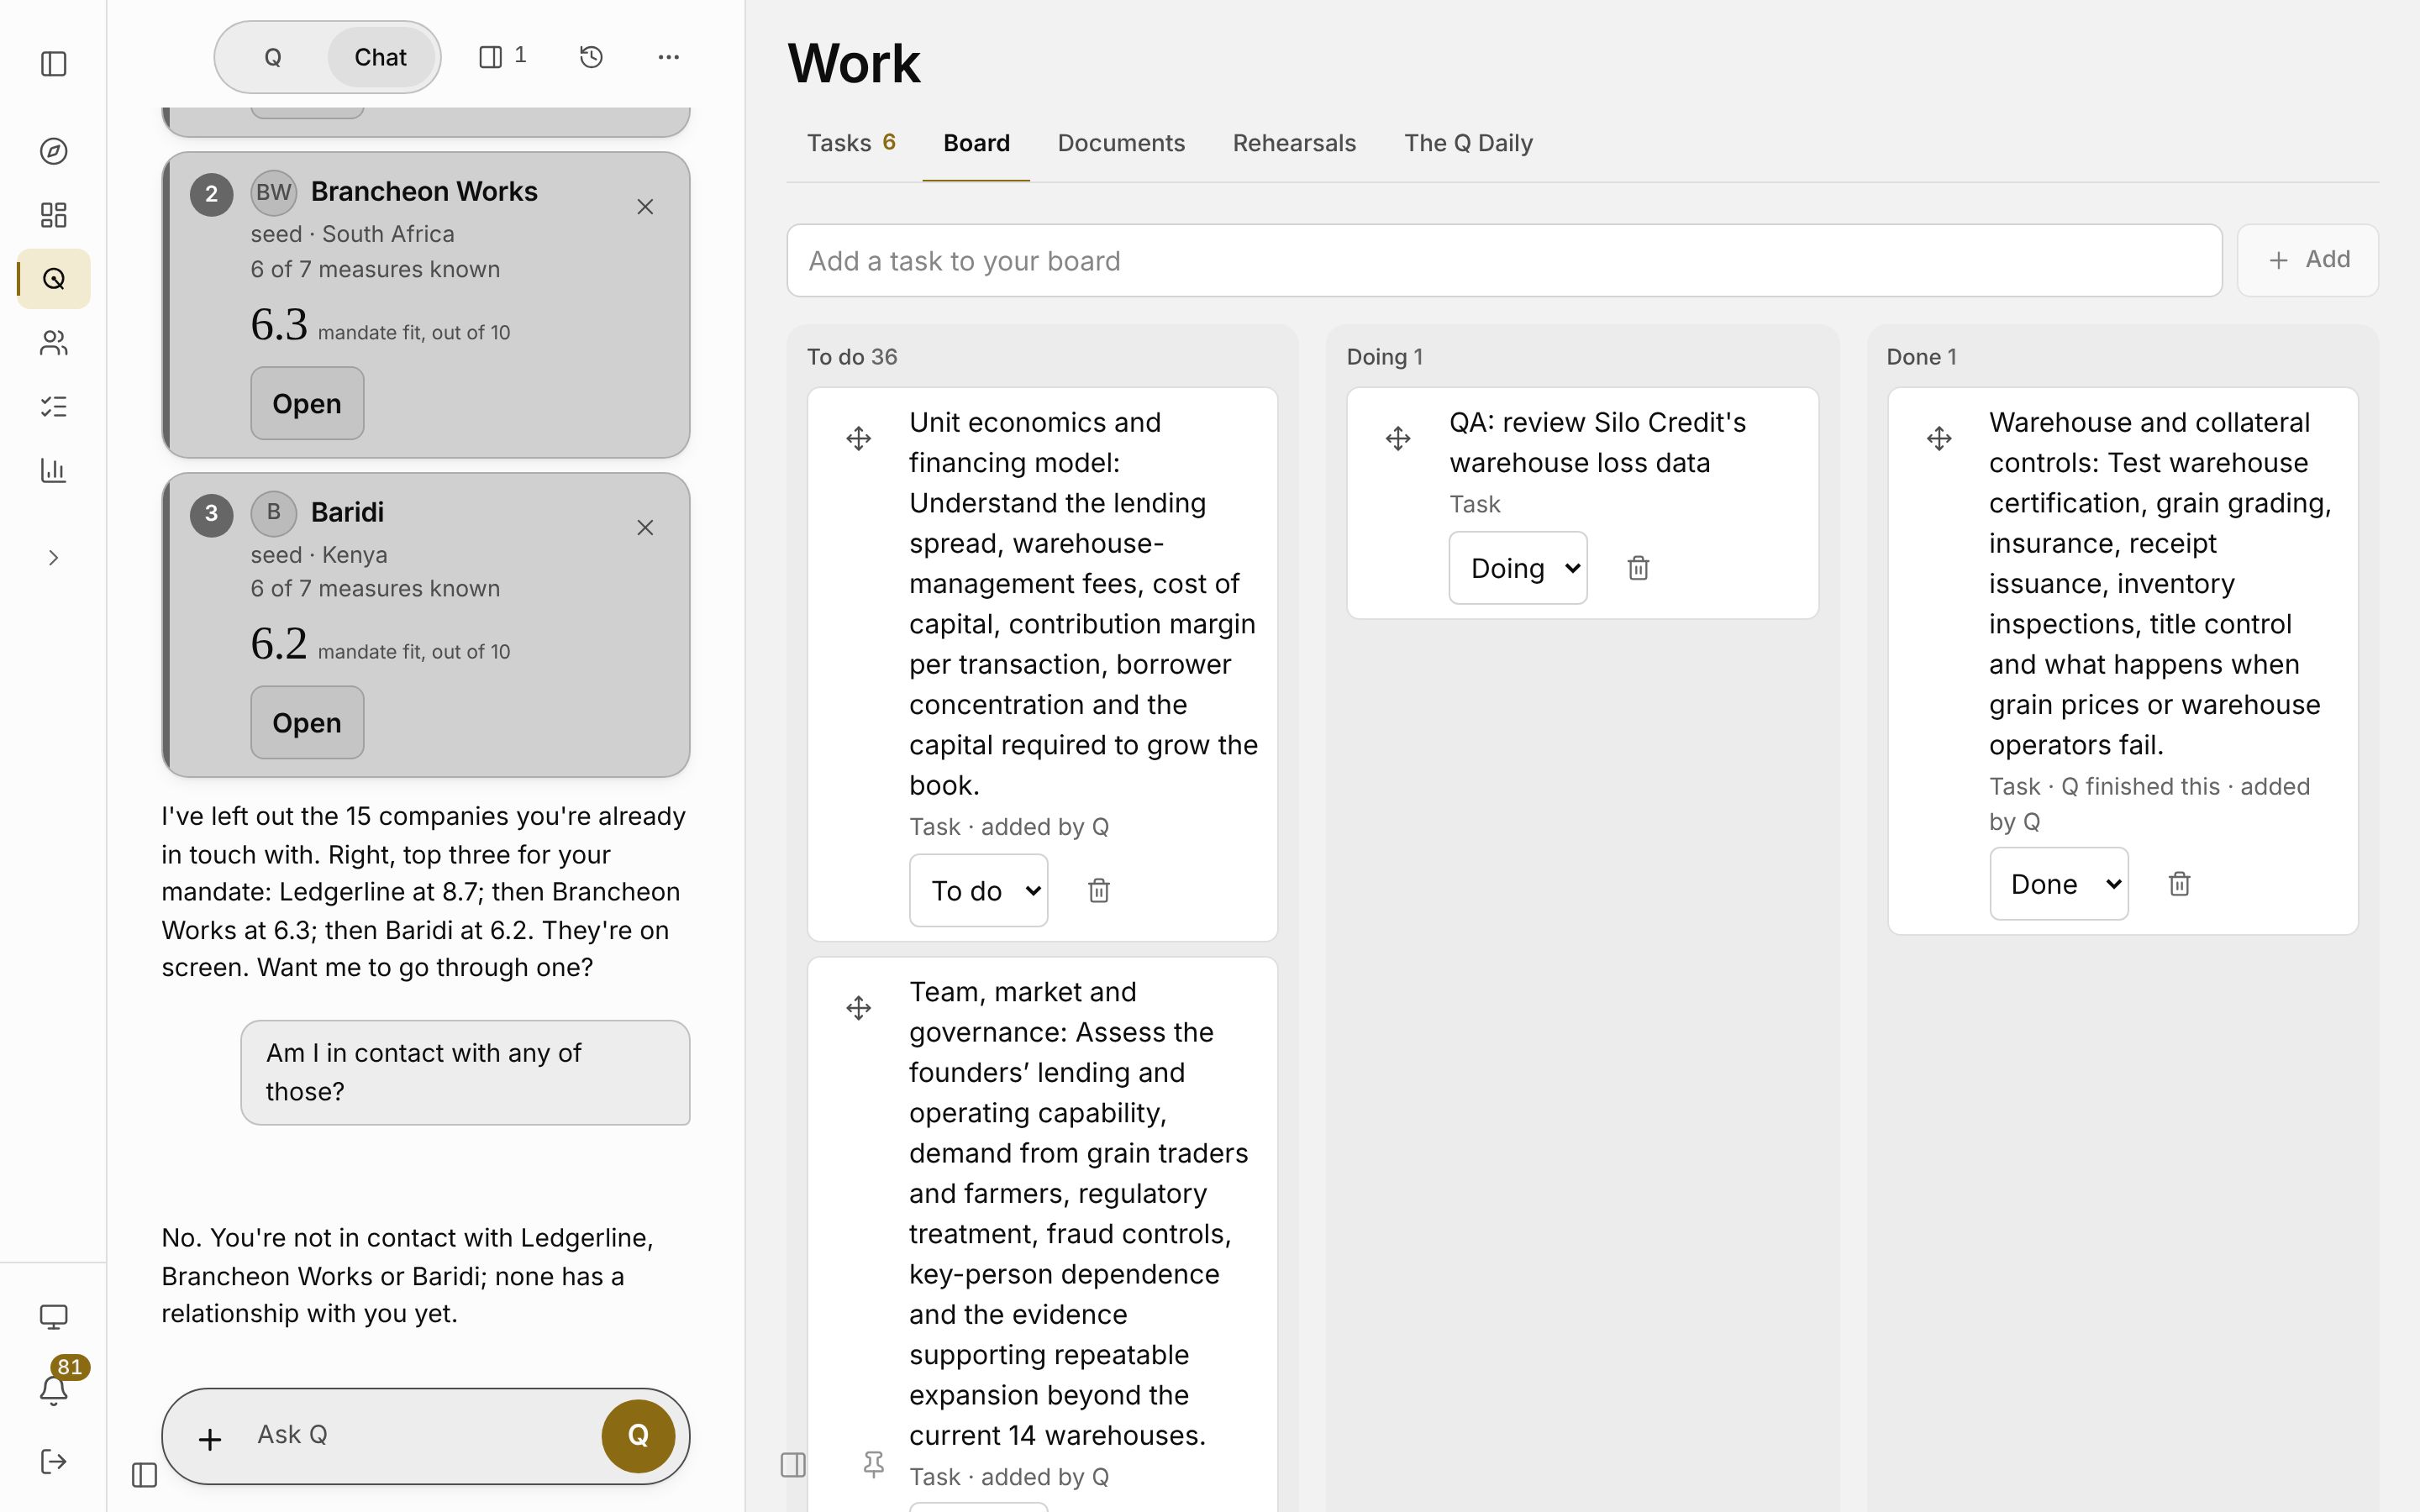 Q
Chat
1
2
BW
Brancheon Works
seed · South Africa
6 of 7 measures known
6.3 mandate fit, out of 10
Open
3
B
Baridi
seed · Kenya
6 of 7 measures known
6.2 mandate fit, out of 10
Open
I've left out the 15 companies you're already
in touch with. Right, top three for your
mandate: Ledgerline at 8.7; then Brancheon
Works at 6.3; then Baridi at 6.2. They're on
screen. Want me to go through one?
Am I in contact with any of
those?
No. You're not in contact with Ledgerline,
Brancheon Works or Baridi; none has a
relationship with you yet.
81
Ask Q
Q
Work
Tasks 6
Board
Documents
Rehearsals
The Q Daily
Add a task to your board
Add
To do 36
Unit economics and
financing model:
Understand the lending
spread, warehouse-
management fees, cost of
capital, contribution margin
per transaction, borrower
concentration and the
capital required to grow the
book.
Task · added by Q
To do
Team, market and
governance: Assess the
founders’ lending and
operating capability,
demand from grain traders
and farmers, regulatory
treatment, fraud controls,
key-person dependence
and the evidence
supporting repeatable
expansion beyond the
current 14 warehouses.
Task · added by Q
Doing 1
QA: review Silo Credit's
warehouse loss data
Task
Doing
Done 1
Warehouse and collateral
controls: Test warehouse
certification, grain grading,
insurance, receipt
issuance, inventory
inspections, title control
and what happens when
grain prices or warehouse
operators fail.
Task · Q finished this · added
by Q
Done